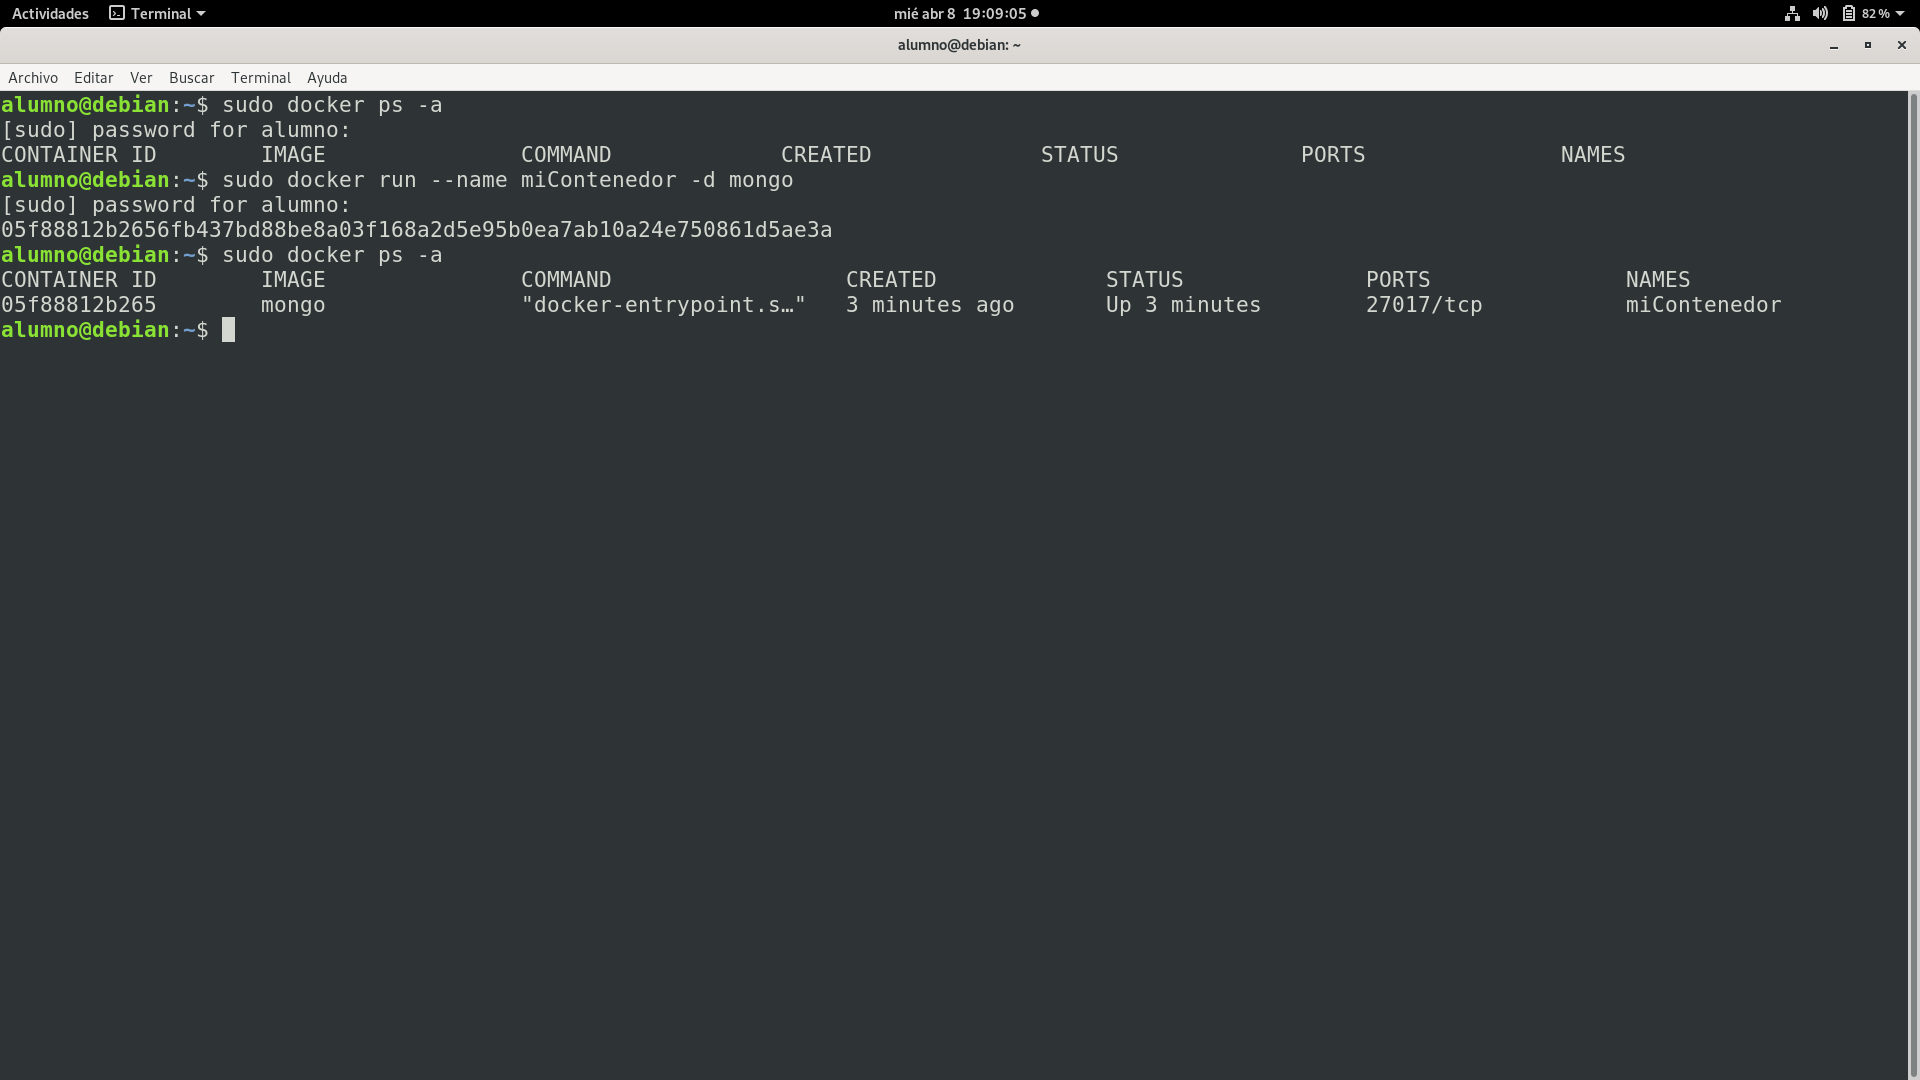 Actividades Terminal mié abr 8 19:09:05 82 %
alumno@debian: ~
Archivo Editar Ver Buscar Terminal Ayuda
alumno@debian:~$ sudo docker ps -a
[sudo] password for alumno:
CONTAINER ID IMAGE COMMAND CREATED STATUS PORTS NAMES
alumno@debian:~$ sudo docker run --name miContenedor -d mongo
[sudo] password for alumno:
05f88812b2656fb437bd88be8a03f168a2d5e95b0ea7ab10a24e750861d5ae3a
alumno@debian:~$ sudo docker ps -a
CONTAINER ID IMAGE COMMAND CREATED STATUS PORTS NAMES
05f88812b265 mongo "docker-entrypoint.s…" 3 minutes ago Up 3 minutes 27017/tcp miContenedor
alumno@debian:~$